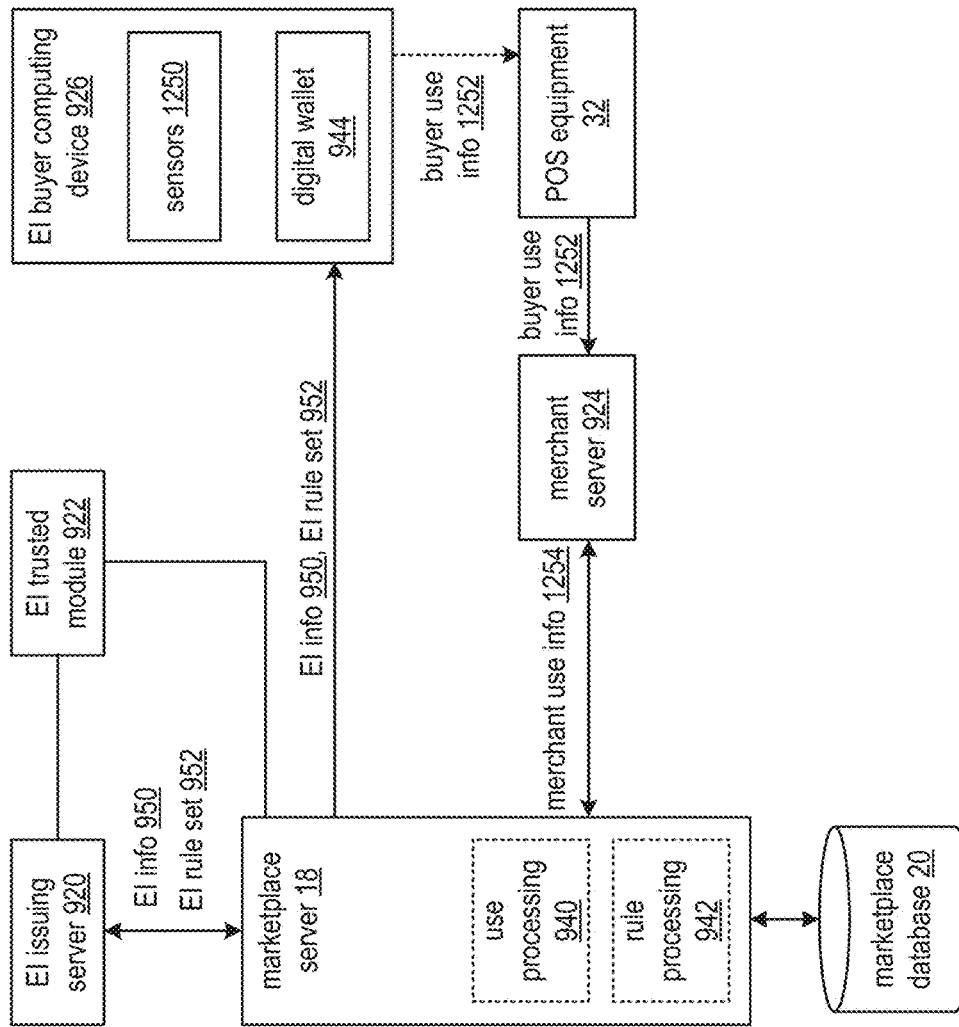 EI issuing
server 920
EI trusted
module 922
EI info 950
EI rule set 952
marketplace
server 18
use
processing
940
rule
processing
942
marketplace
database 20
EI info 950, EI rule set 952
merchant use info 1254
merchant
server 924
buyer use
info 1252
EI buyer computing
device 926
sensors 1250
digital wallet
944
buyer use
info 1252
POS equipment
32